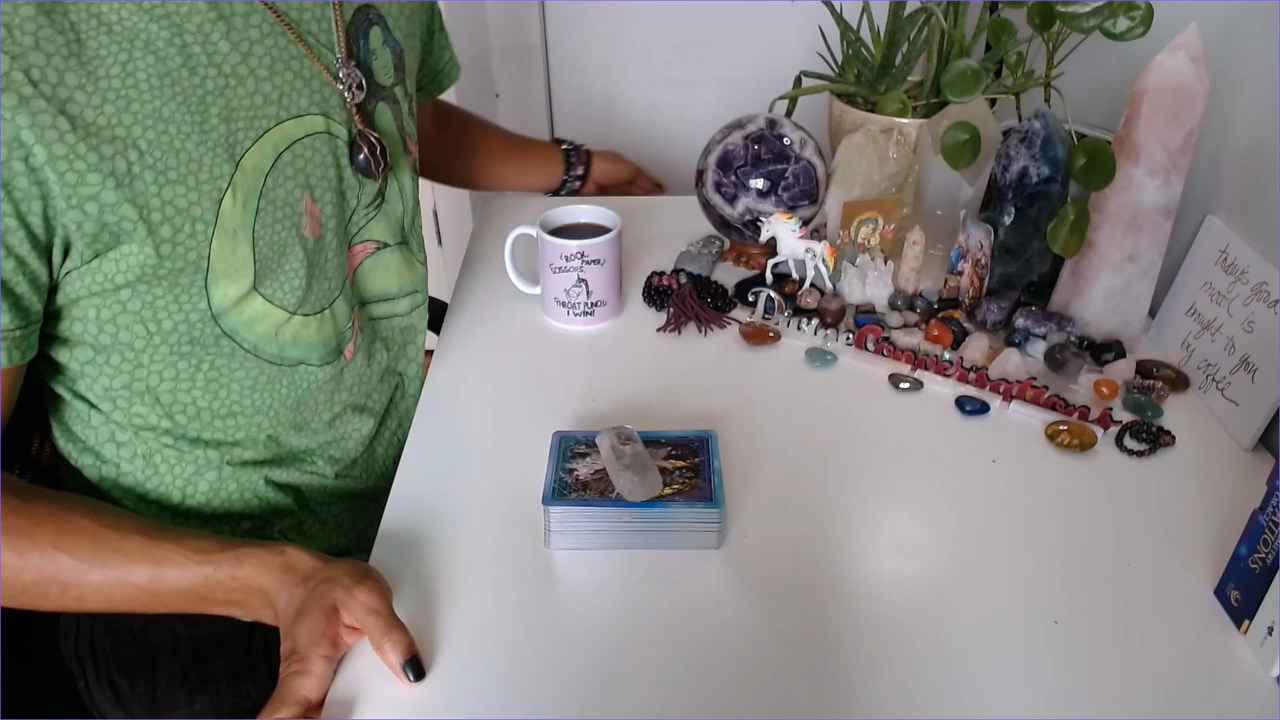 ROCK,
PAPER,
SCISSORS,
THROAT PUNCH!
I WIN!
Divine Conversations
today's good
mood is
brought to you
by coffee